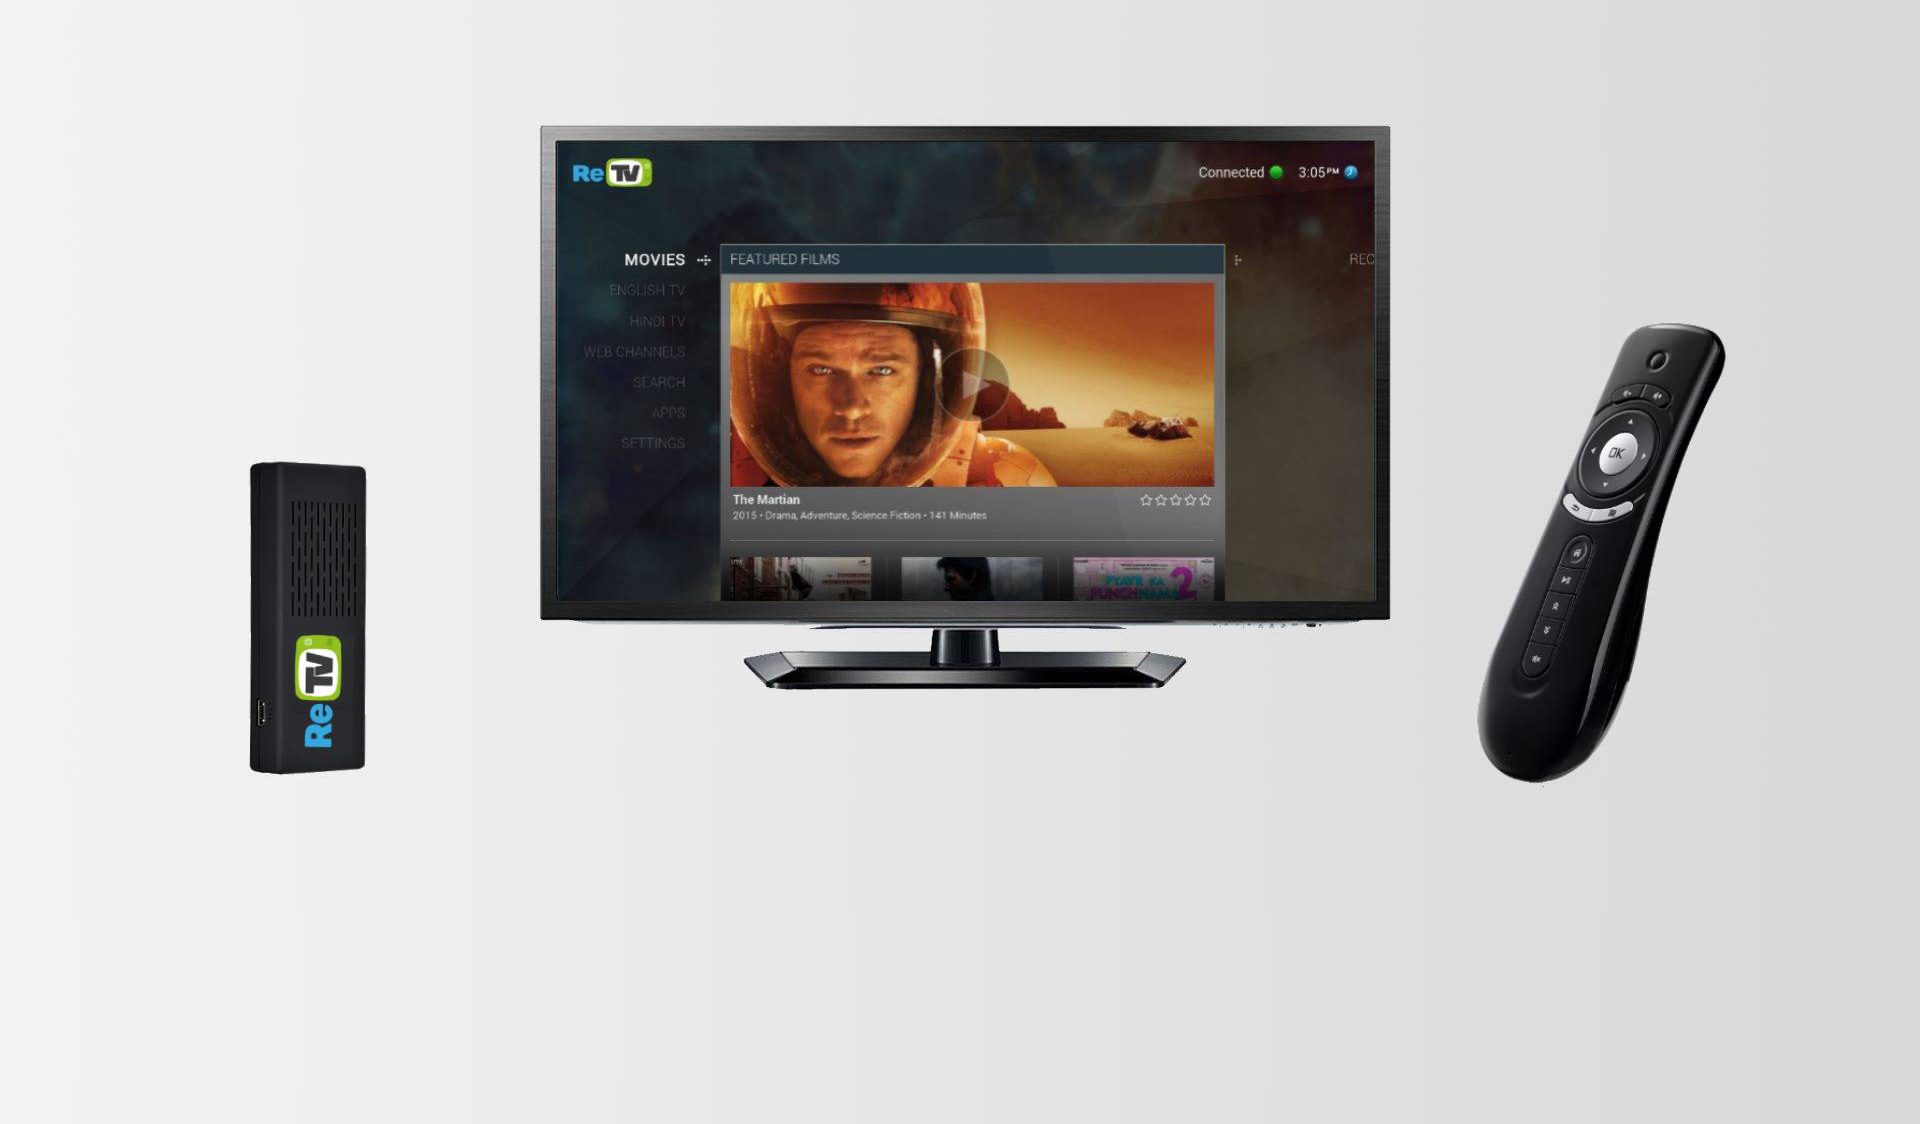 ReTV
Connected 3:05PM
MOVIES
FEATURED FILMS
REC
ENGLISH TV
HINDI TV
WEB CHANNELS
SEARCH
APPS
SETTINGS
The Martian
2015 • Drama, Adventure, Science Fiction • 141 Minutes
PYAAR KA
PUNCHNAMA 2
ReTV
OK